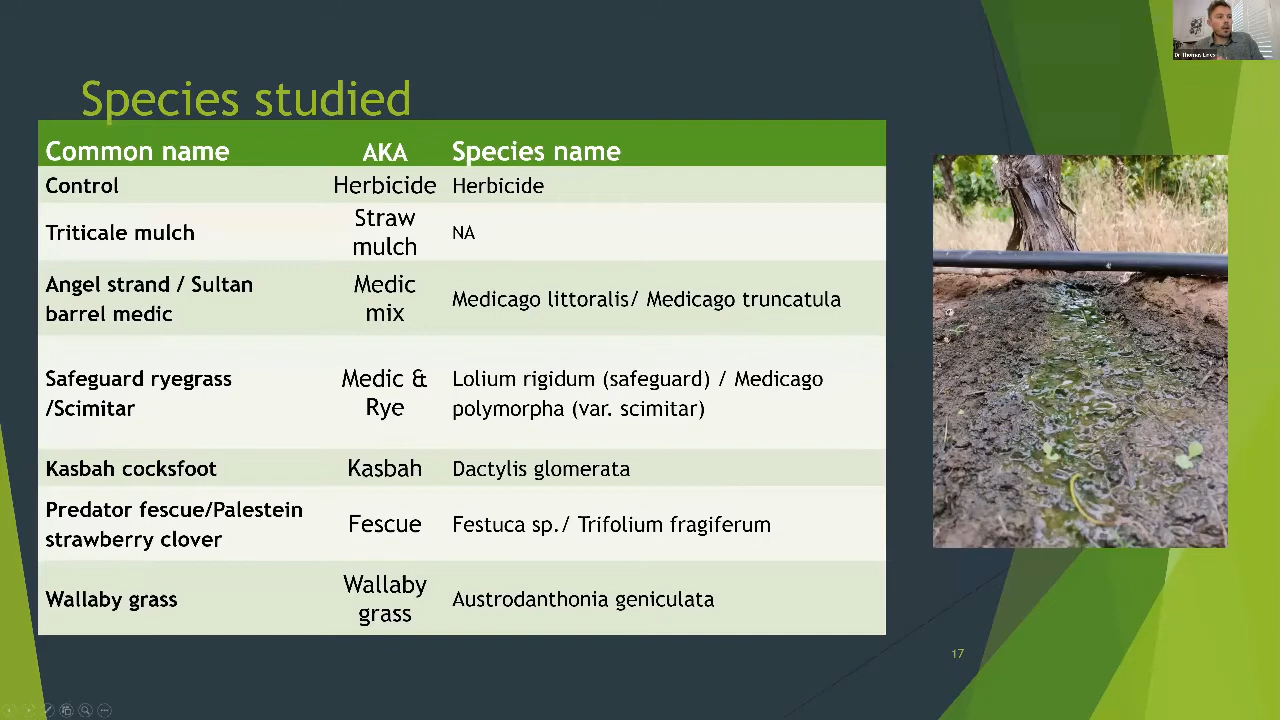 Species studied
Common name AKA Species name
Control Herbicide Herbicide
Triticale mulch Straw mulch NA
Angel strand / Sultan barrel medic Medic mix Medicago littoralis/ Medicago truncatula
Safeguard ryegrass /Scimitar Medic & Rye Lolium rigidum (safeguard) / Medicago polymorpha (var. scimitar)
Kasbah cocksfoot Kasbah Dactylis glomerata
Predator fescue/Palestein strawberry clover Fescue Festuca sp./ Trifolium fragiferum
Wallaby grass Wallaby grass Austrodanthonia geniculata
17
Dr Thomas